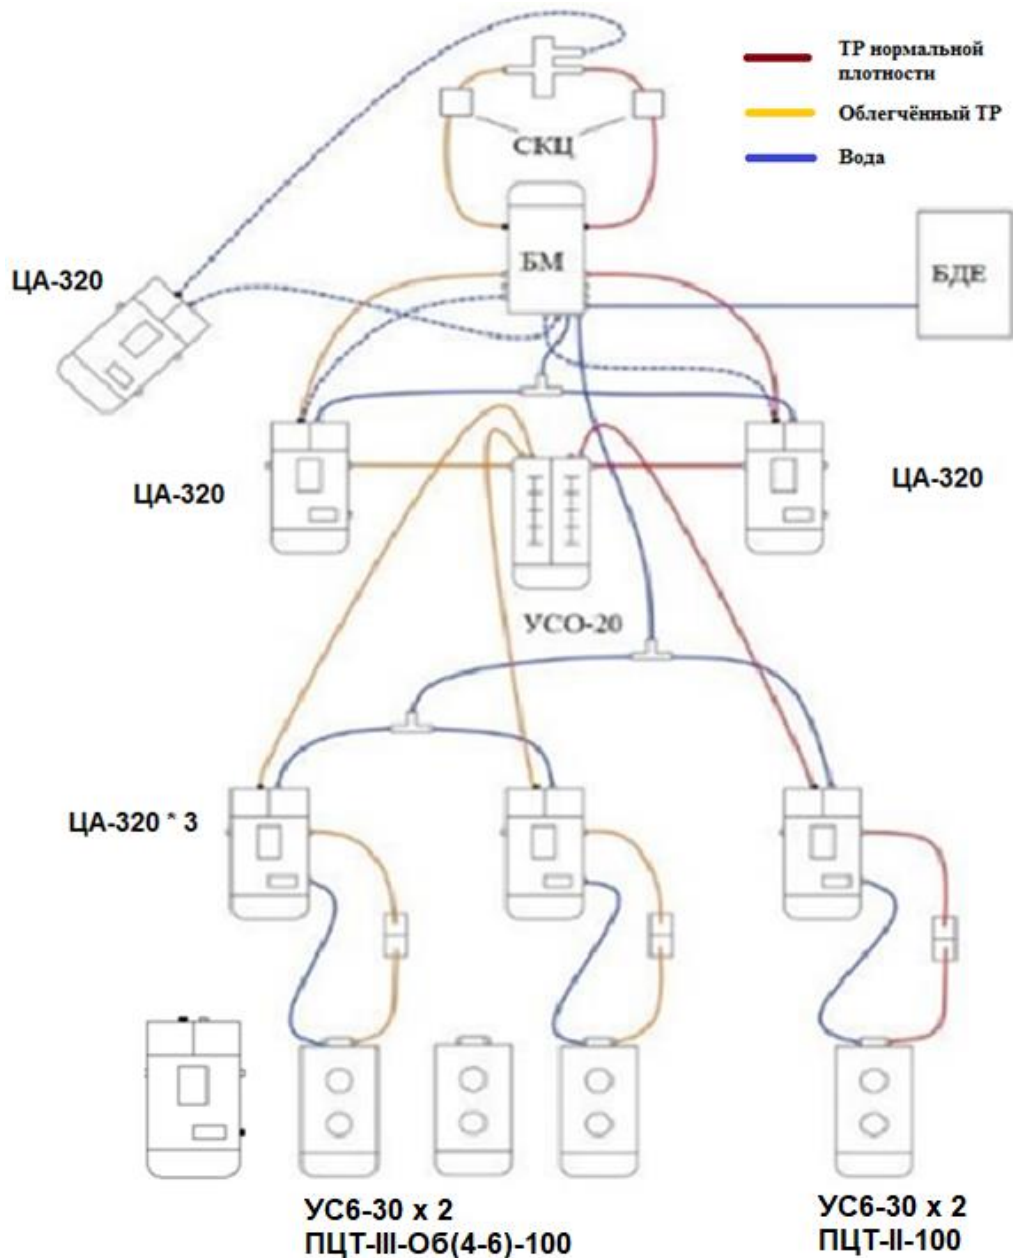 ТР нормальной
плотности
Облегчённый ТР
Вода
СКЦ
БМ
БДЕ
ЦА-320
ЦА-320
ЦА-320
УСО-20
ЦА-320 * 3
УС6-30 x 2
ПЦТ-III-Об(4-6)-100
УС6-30 x 2
ПЦТ-II-100